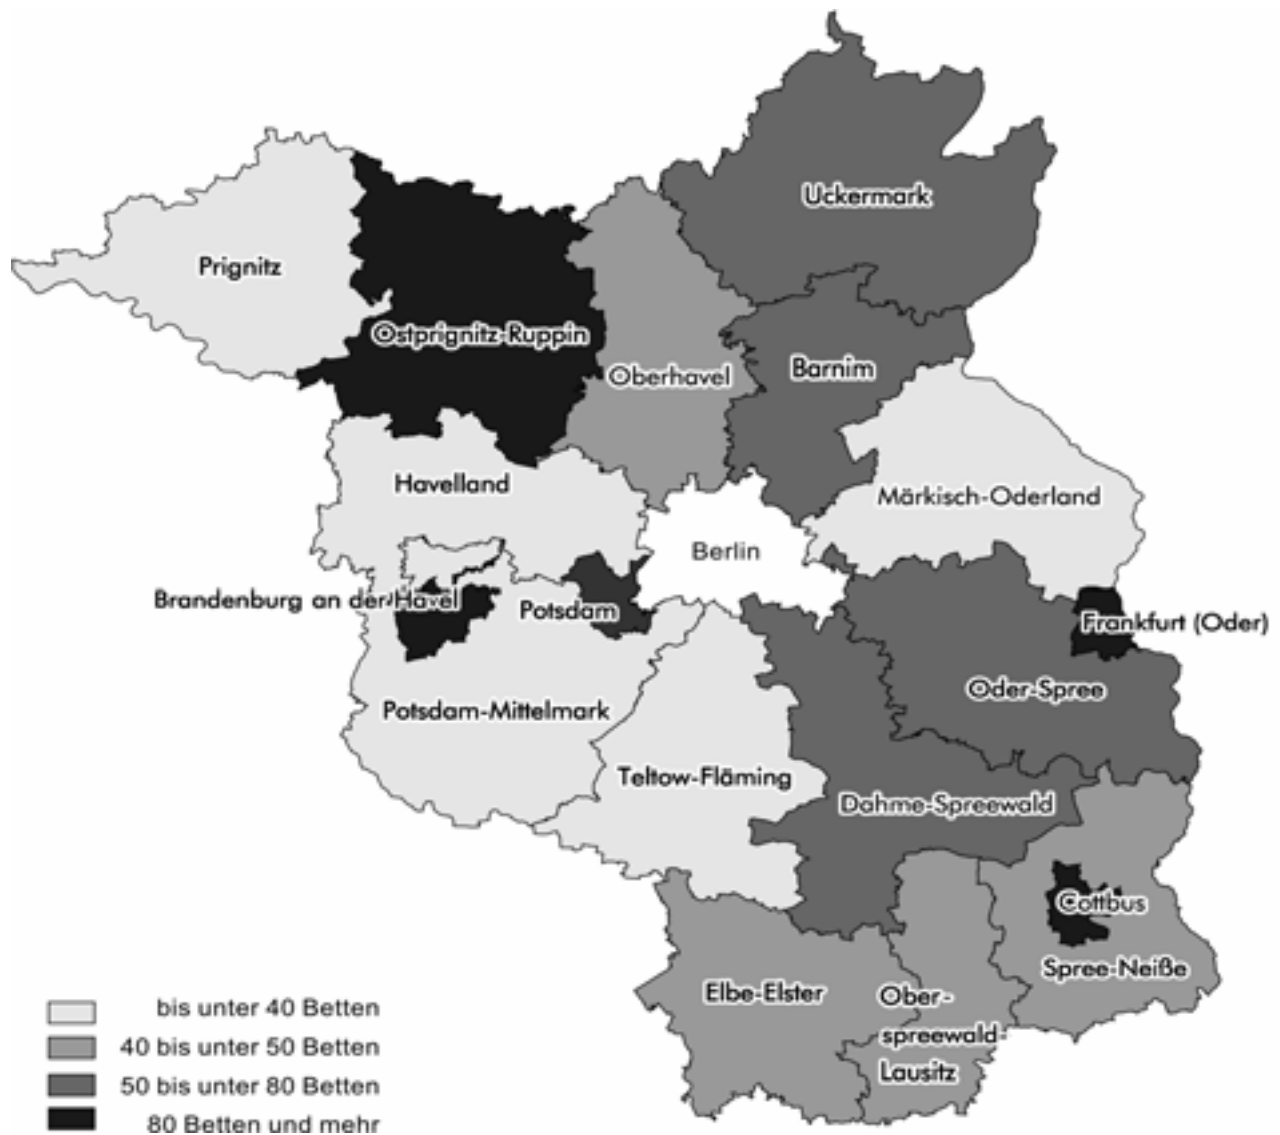 Uckermark
Prignitz
Ostprignitz-Ruppin
Oberhavel
Barnim
Havelland
Märkisch-Oderland
Berlin
Brandenburg an der Havel
Potsdam
Frankfurt (Oder)
Oder-Spree
Potsdam-Mittelmark
Teltow-Fläming
Dahme-Spreewald
Cottbus
Spree-Neiße
Elbe-Elster
Ober-
spreewald-
Lausitz
bis unter 40 Betten
40 bis unter 50 Betten
50 bis unter 80 Betten
80 Betten und mehr